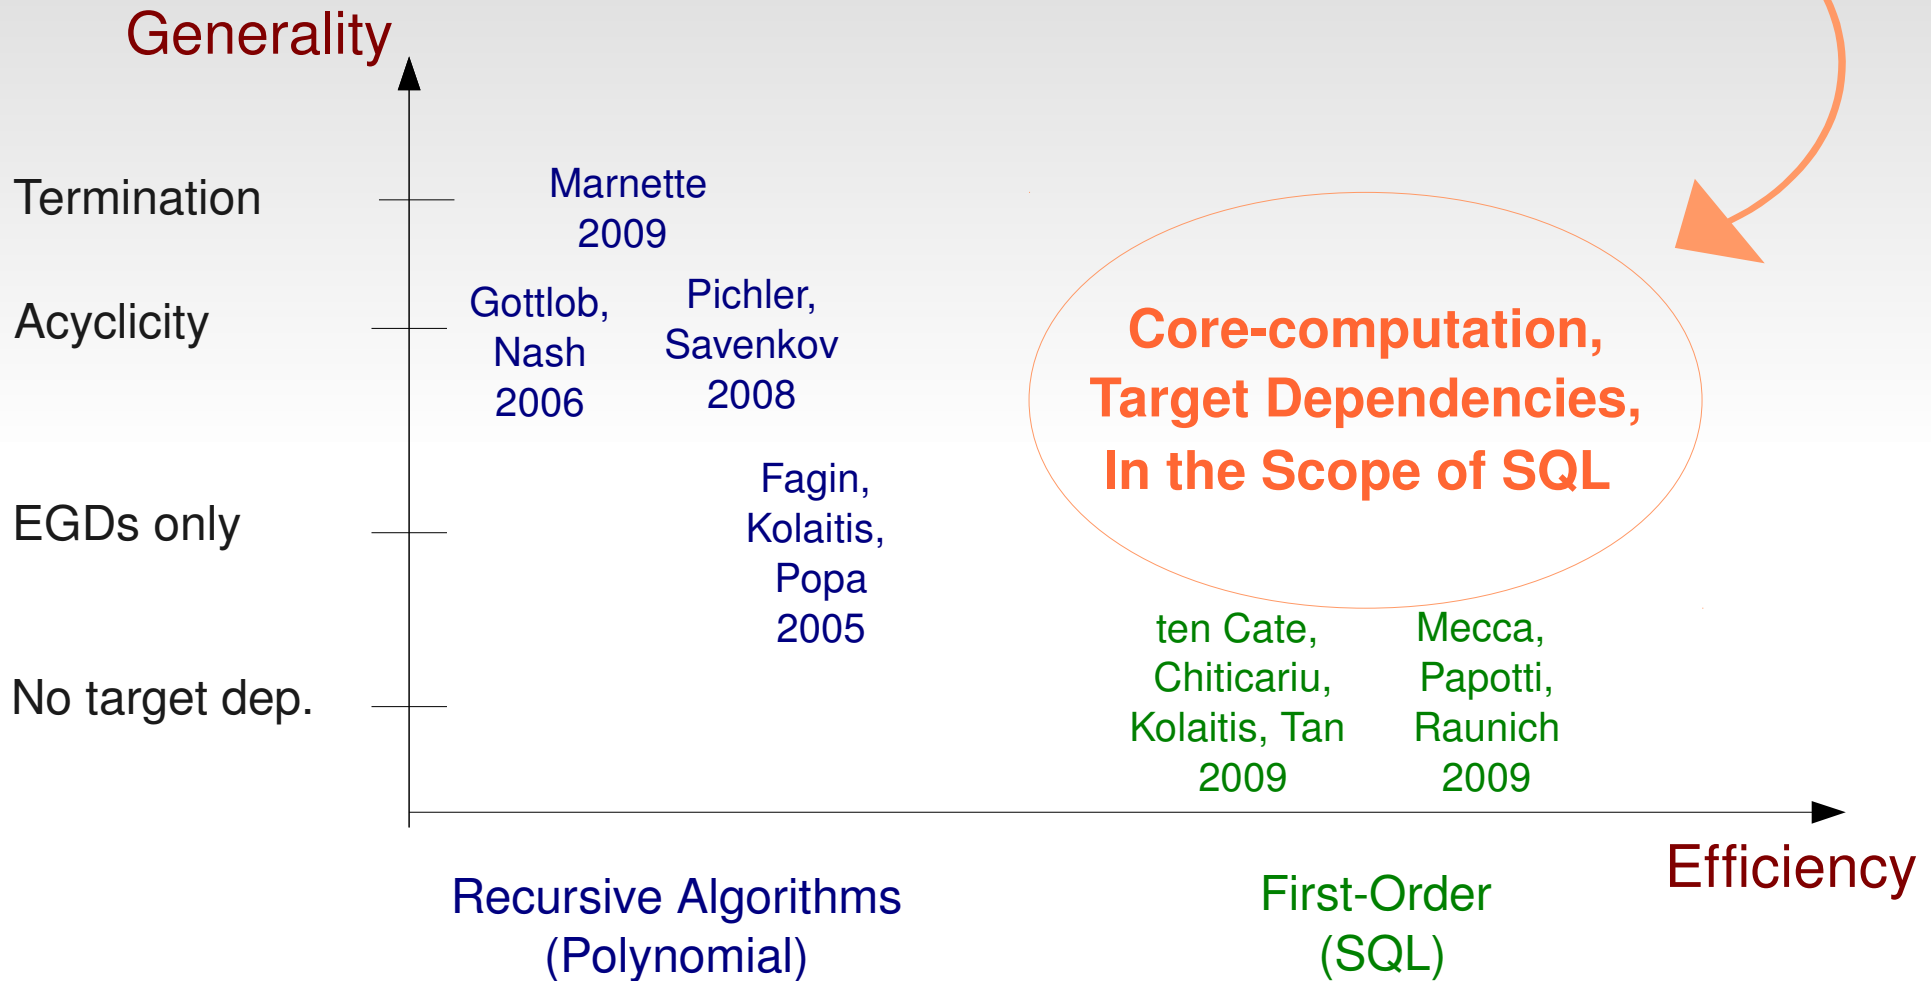 Generality
Termination
Marnette
2009
Acyclicity
Gottlob,
Nash
2006
Pichler,
Savenkov
2008
Core-computation,
Target Dependencies,
In the Scope of SQL
EGDs only
Fagin,
Kolaitis,
Popa
2005
No target dep.
ten Cate,
Chiticariu,
Kolaitis, Tan
2009
Mecca,
Papotti,
Raunich
2009
Efficiency
Recursive Algorithms
(Polynomial)
First-Order
(SQL)